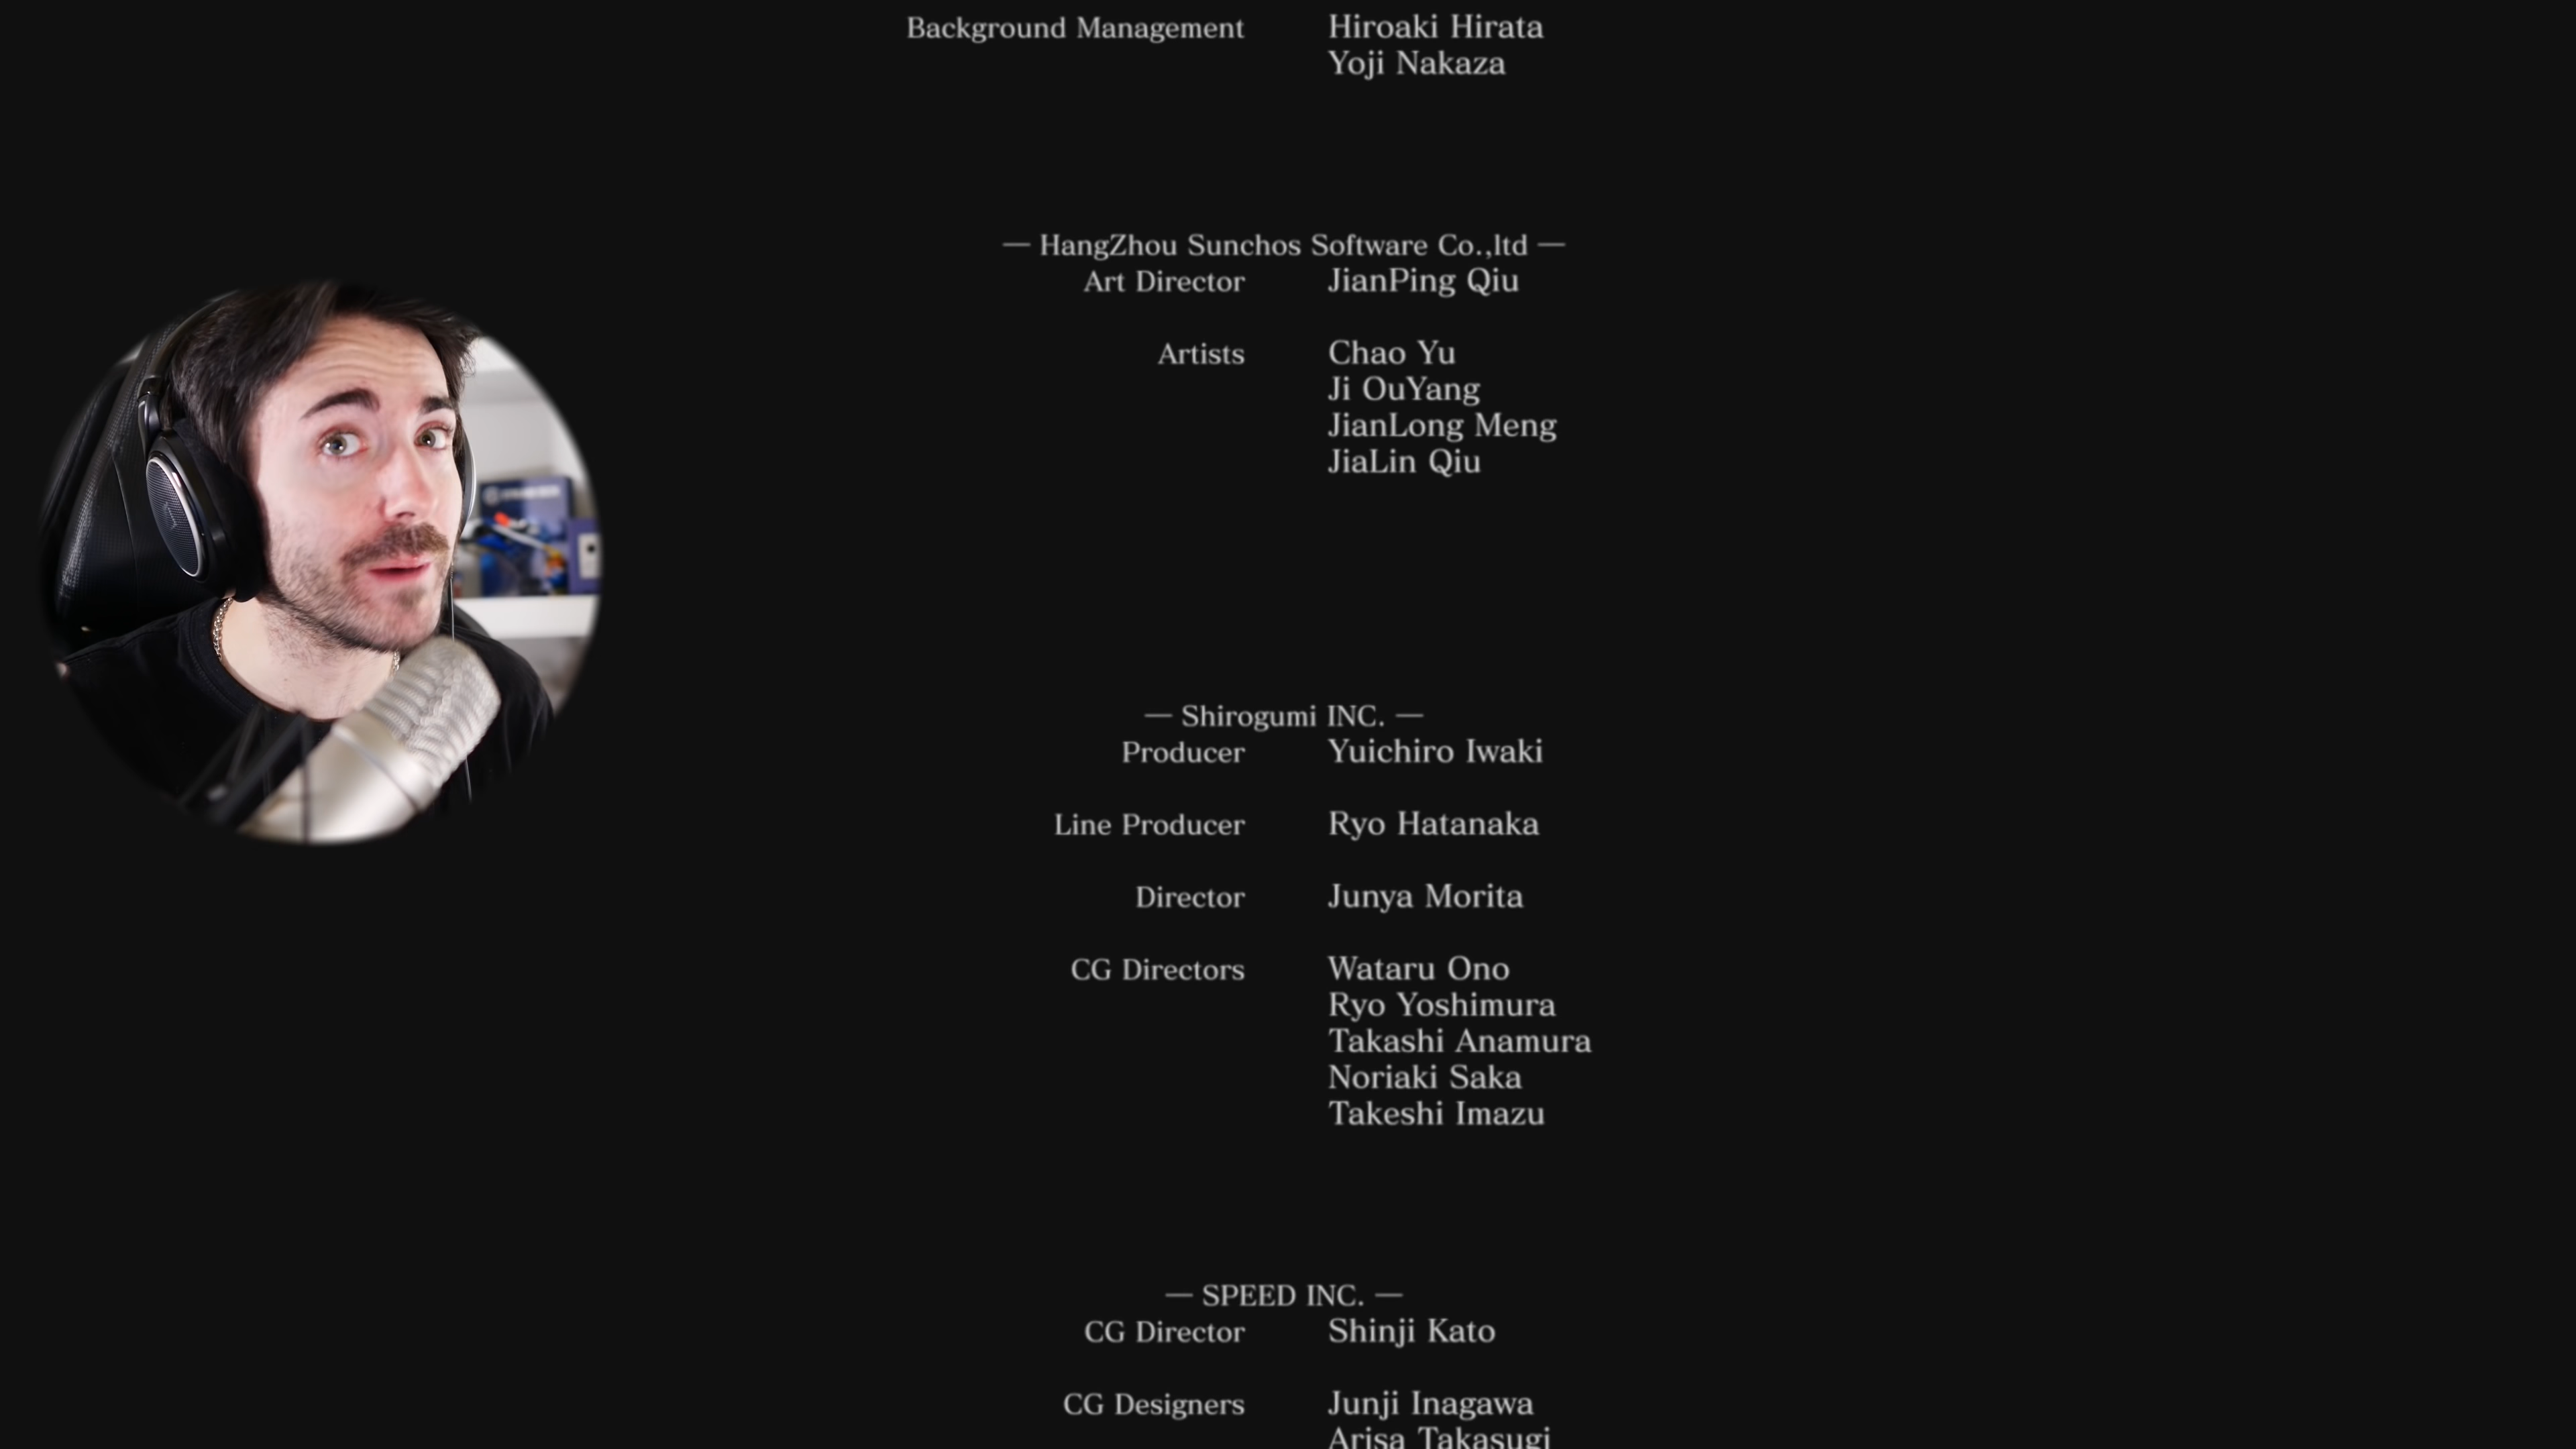 Background Management Hiroaki Hirata
Yoji Nakaza
— HangZhou Sunchos Software Co.,ltd —
Art Director JianPing Qiu
Artists Chao Yu
Ji OuYang
JianLong Meng
JiaLin Qiu
— Shirogumi INC. —
Producer Yuichiro Iwaki
Line Producer Ryo Hatanaka
Director Junya Morita
CG Directors Wataru Ono
Ryo Yoshimura
Takashi Anamura
Noriaki Saka
Takeshi Imazu
— SPEED INC. —
CG Director Shinji Kato
CG Designers Junji Inagawa
Arisa Takasugi